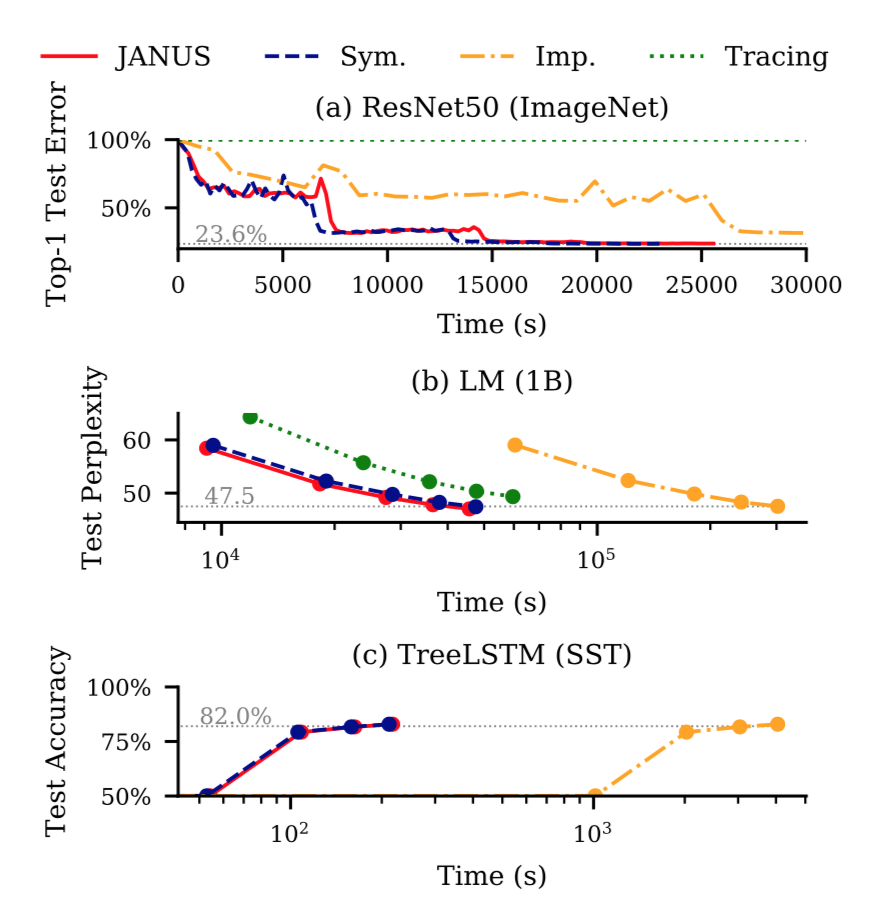 JANUS Sym. Imp. Tracing
(a) ResNet50 (ImageNet)
Top-1 Test Error
100%
50%
23.6%
0 5000 10000 15000 20000 25000 30000
Time (s)
(b) LM (1B)
Test Perplexity
60
50
47.5
10⁴ 10⁵
Time (s)
(c) TreeLSTM (SST)
Test Accuracy
100%
82.0%
75%
50%
10² 10³
Time (s)